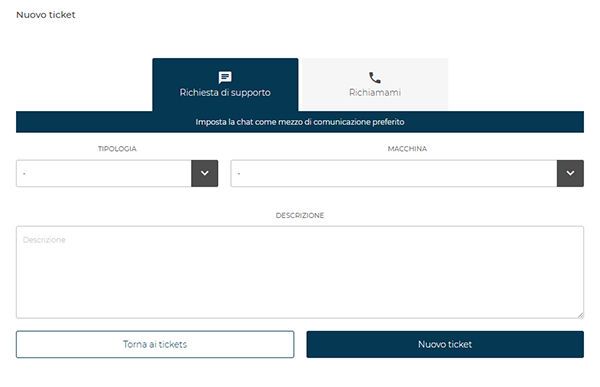 Nuovo ticket
Richiesta di supporto
Richiamami
Imposta la chat come mezzo di comunicazione preferito
TIPOLOGIA
MACCHINA
-
-
DESCRIZIONE
Descrizione
Torna ai tickets
Nuovo ticket